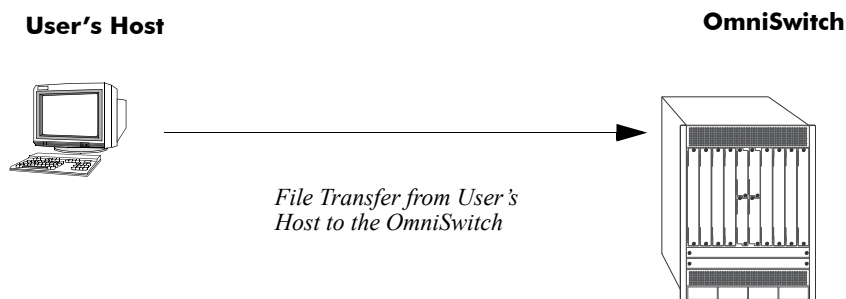 User’s Host
OmniSwitch
File Transfer from User’s
Host to the OmniSwitch